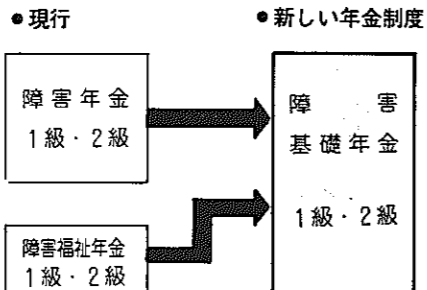 ●現行
●新しい年金制度
障害年金
1級・2級
障害福祉年金
1級・2級
障害
基礎年金
1級・2級